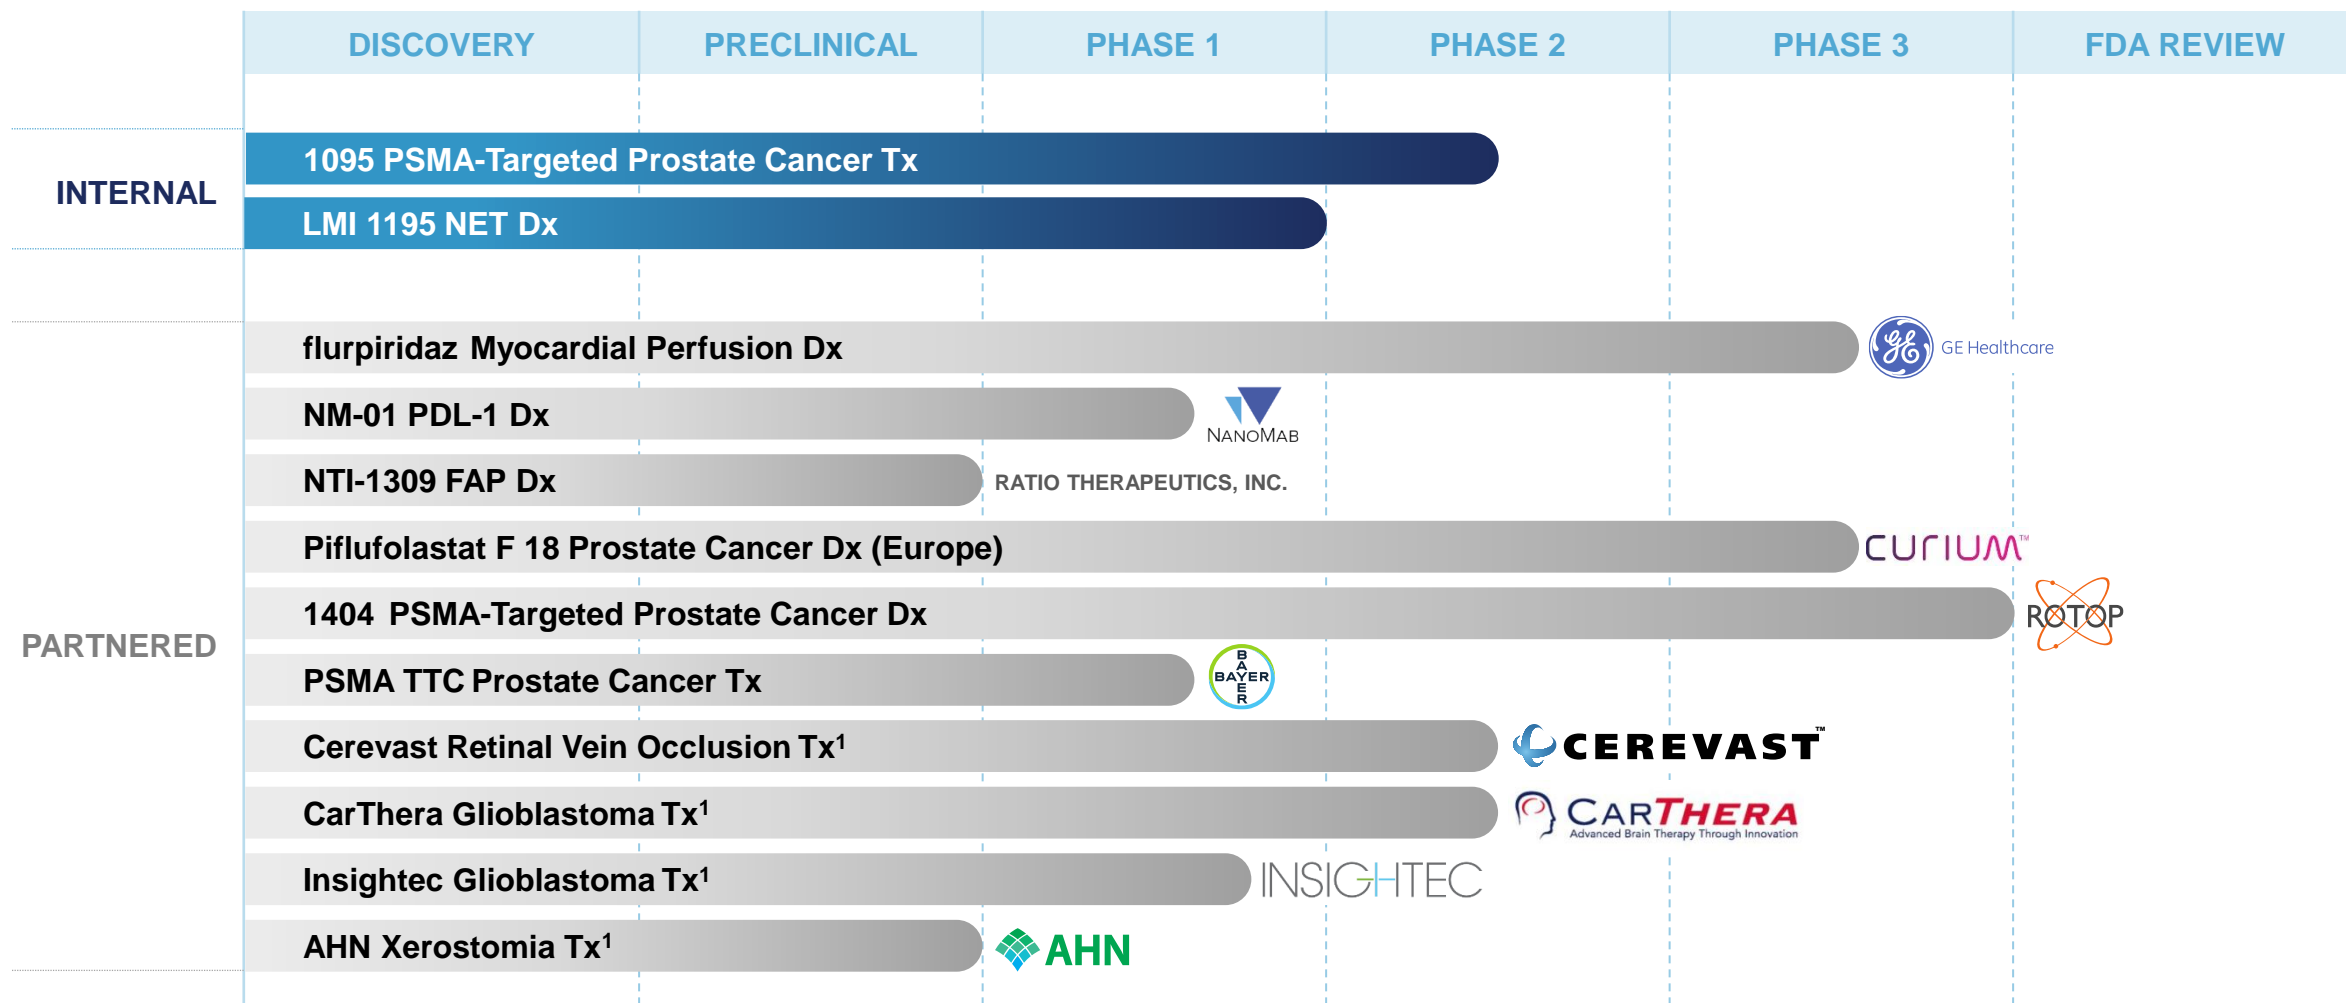 DISCOVERY PRECLINICAL PHASE 1 PHASE 2 PHASE 3 FDA REVIEW
INTERNAL
1095 PSMA-Targeted Prostate Cancer Tx
LMI 1195 NET Dx
PARTNERED
flurpiridaz Myocardial Perfusion Dx GE GE Healthcare
NM-01 PDL-1 Dx NANOMAB
NTI-1309 FAP Dx RATIO THERAPEUTICS, INC.
Piflufolastat F 18 Prostate Cancer Dx (Europe) CURIUM™
1404 PSMA-Targeted Prostate Cancer Dx ROTOP
PSMA TTC Prostate Cancer Tx BAYER BAYER
Cerevast Retinal Vein Occlusion Tx¹ CEREVAST™
CarThera Glioblastoma Tx¹ CARTHERA
Advanced Brain Therapy Through Innovation
Insightec Glioblastoma Tx¹ INSIGHTEC
AHN Xerostomia Tx¹ AHN